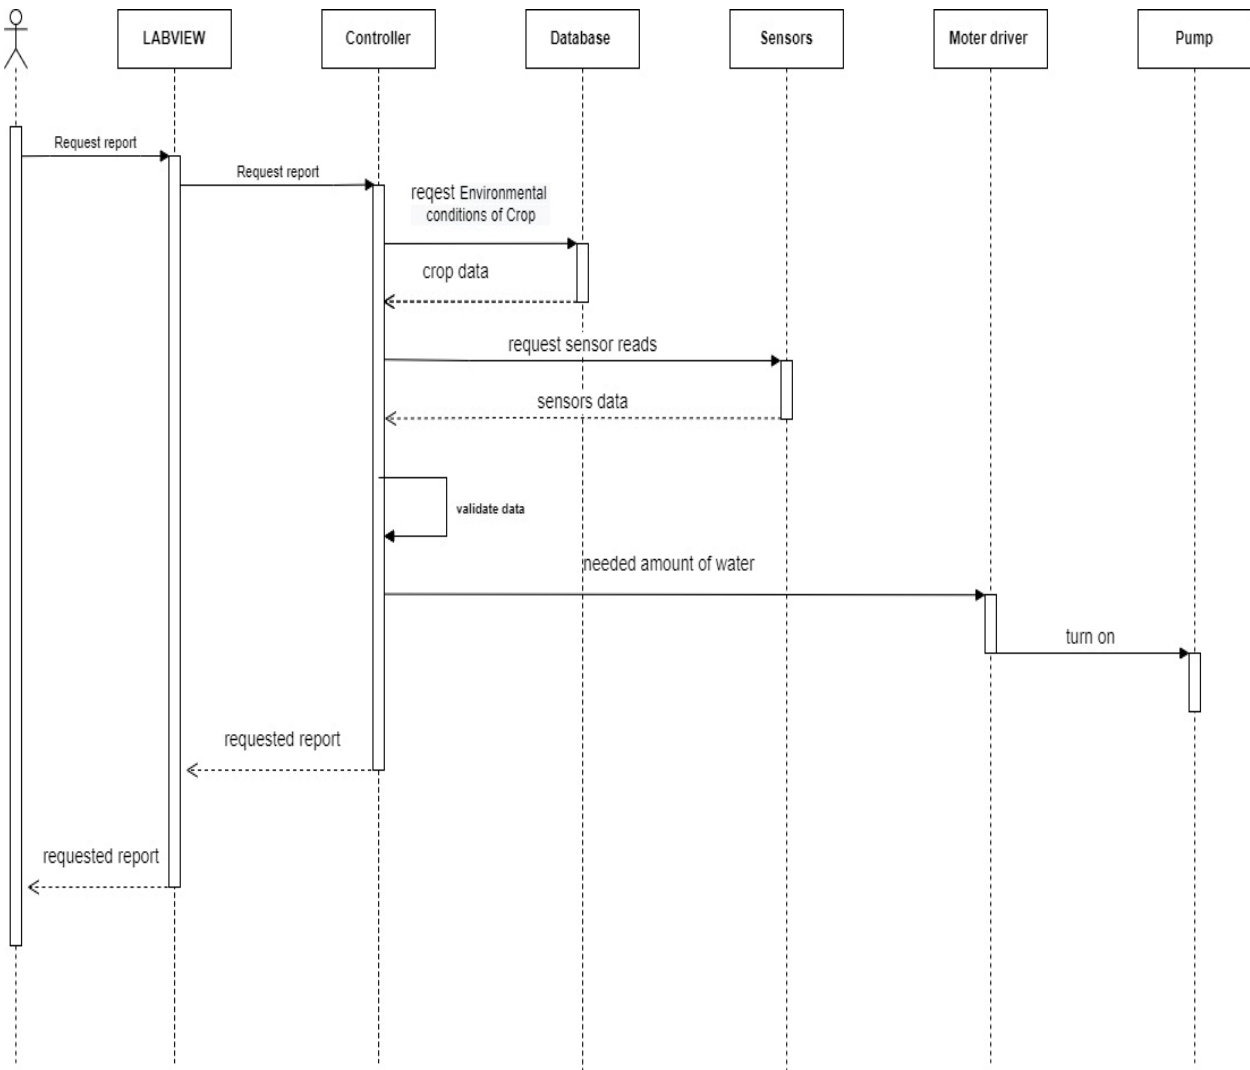 LABVIEW
Controller
Database
Sensors
Moter driver
Pump
Request report
Request report
reqest Environmental
conditions of Crop
crop data
request sensor reads
sensors data
validate data
needed amount of water
turn on
requested report
requested report